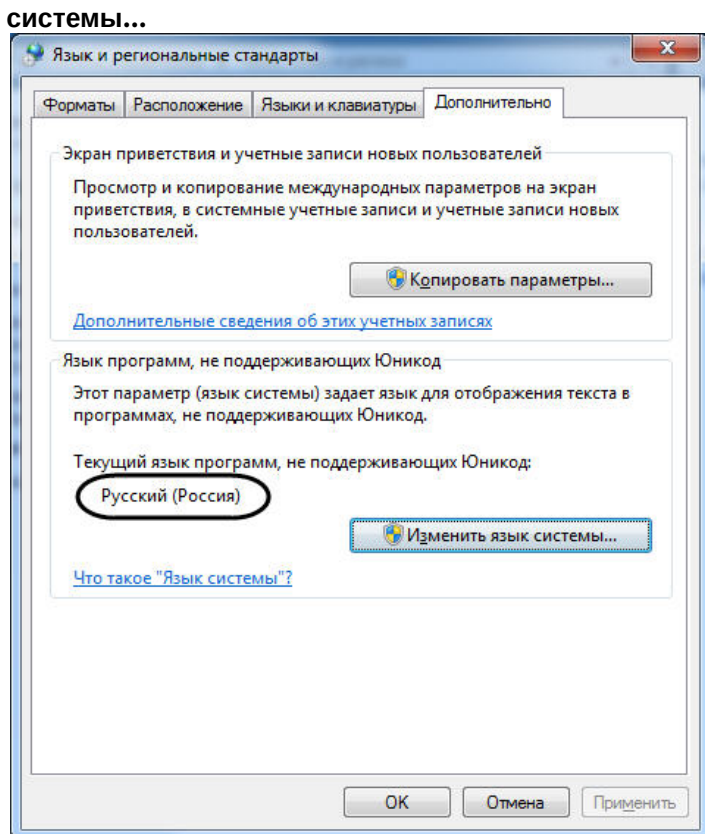 системы...
Язык и региональные стандарты
Форматы
Расположение
Языки и клавиатуры
Дополнительно
Экран приветствия и учетные записи новых пользователей
Просмотр и копирование международных параметров на экран
приветствия, в системные учетные записи и учетные записи новых
пользователей.
Копировать параметры...
Дополнительные сведения об этих учетных записях
Язык программ, не поддерживающих Юникод
Этот параметр (язык системы) задает язык для отображения текста в
программах, не поддерживающих Юникод.
Текущий язык программ, не поддерживающих Юникод:
Русский (Россия)
Изменить язык системы...
Что такое "Язык системы"?
OK
Отмена
Применить